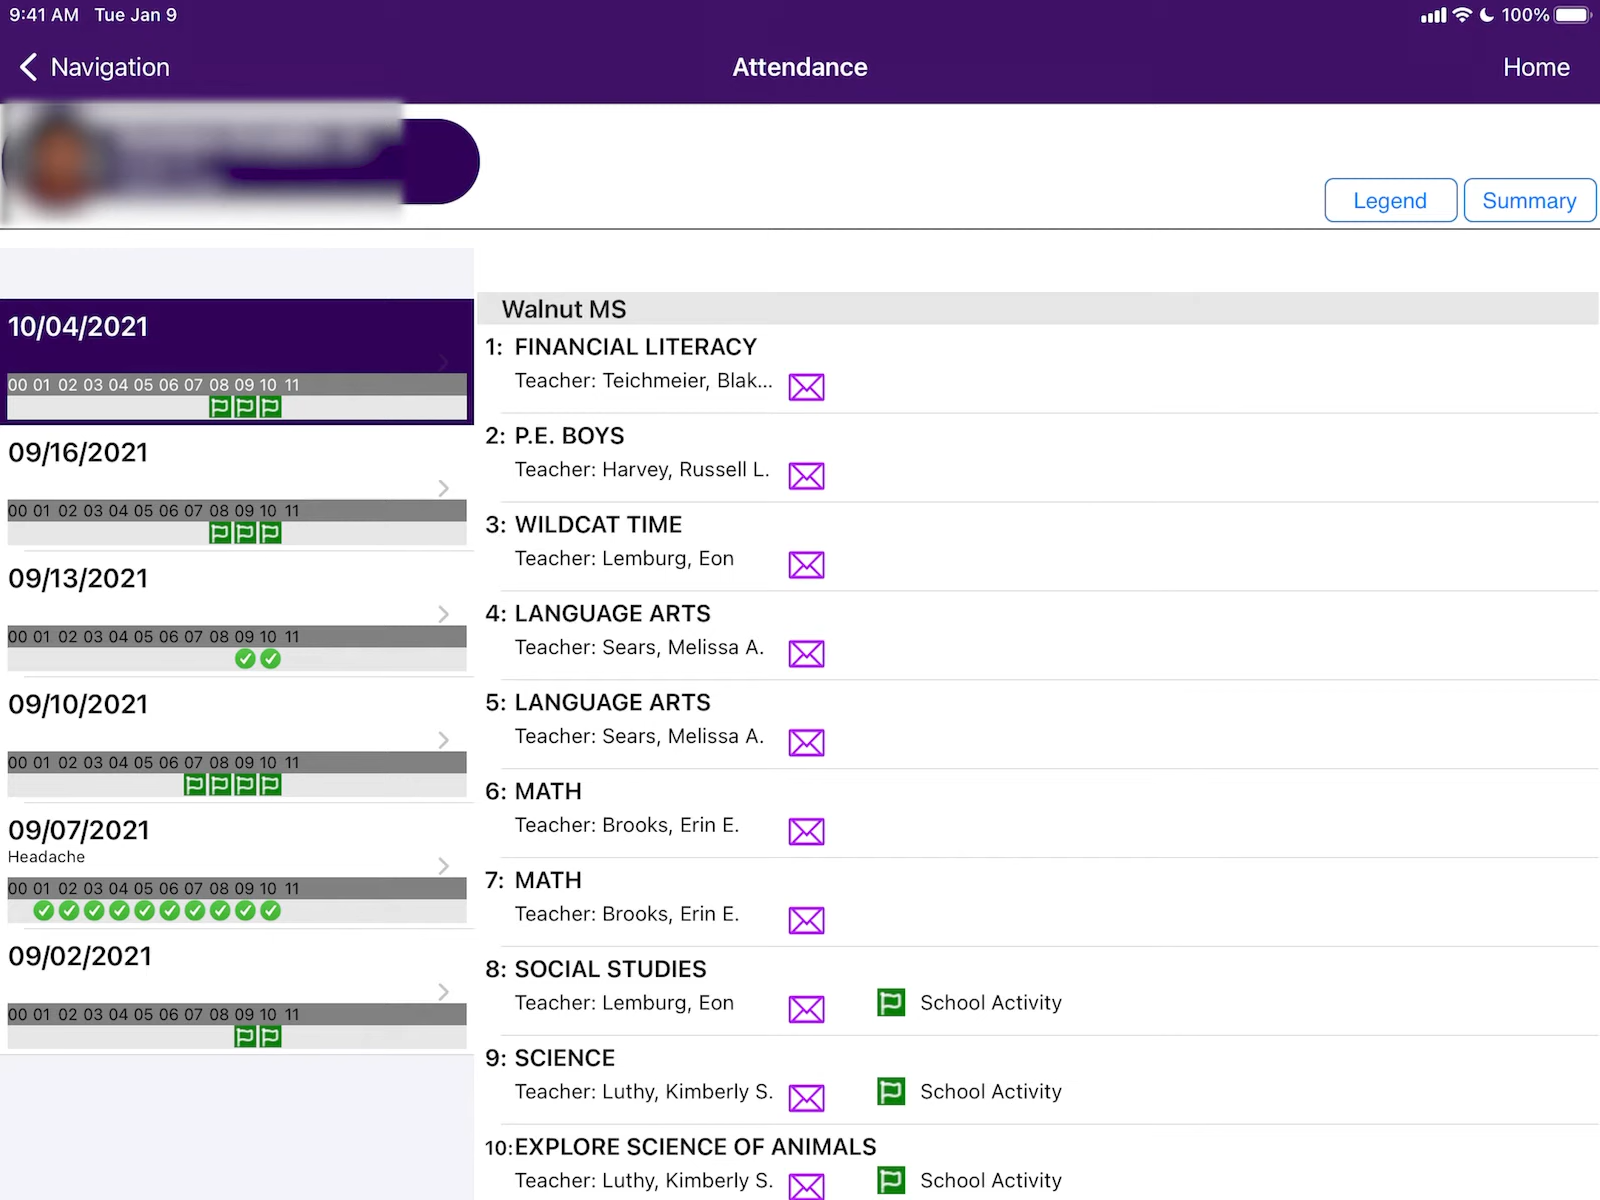 9:41 AM Tue Jan 9
100%
Navigation
Attendance
Home
Legend
Summary
10/04/2021
00 01 02 03 04 05 06 07 08 09 10 11
09/16/2021
00 01 02 03 04 05 06 07 08 09 10 11
09/13/2021
00 01 02 03 04 05 06 07 08 09 10 11
09/10/2021
00 01 02 03 04 05 06 07 08 09 10 11
09/07/2021
Headache
00 01 02 03 04 05 06 07 08 09 10 11
09/02/2021
00 01 02 03 04 05 06 07 08 09 10 11
Walnut MS
1: FINANCIAL LITERACY
Teacher: Teichmeier, Blak...
2: P.E. BOYS
Teacher: Harvey, Russell L.
3: WILDCAT TIME
Teacher: Lemburg, Eon
4: LANGUAGE ARTS
Teacher: Sears, Melissa A.
5: LANGUAGE ARTS
Teacher: Sears, Melissa A.
6: MATH
Teacher: Brooks, Erin E.
7: MATH
Teacher: Brooks, Erin E.
8: SOCIAL STUDIES
Teacher: Lemburg, Eon
School Activity
9: SCIENCE
Teacher: Luthy, Kimberly S.
School Activity
10:EXPLORE SCIENCE OF ANIMALS
Teacher: Luthy, Kimberly S.
School Activity